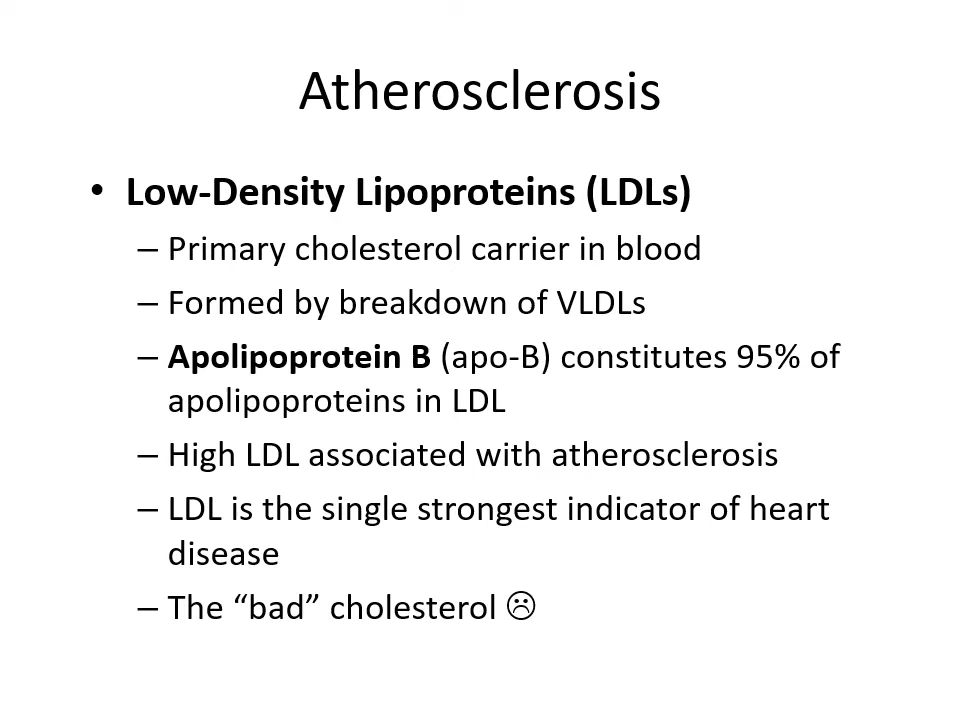 Atherosclerosis
• Low-Density Lipoproteins (LDLs)
– Primary cholesterol carrier in blood
– Formed by breakdown of VLDLs
– Apolipoprotein B (apo-B) constitutes 95% of
apolipoproteins in LDL
– High LDL associated with atherosclerosis
– LDL is the single strongest indicator of heart
disease
– The “bad” cholesterol ☹